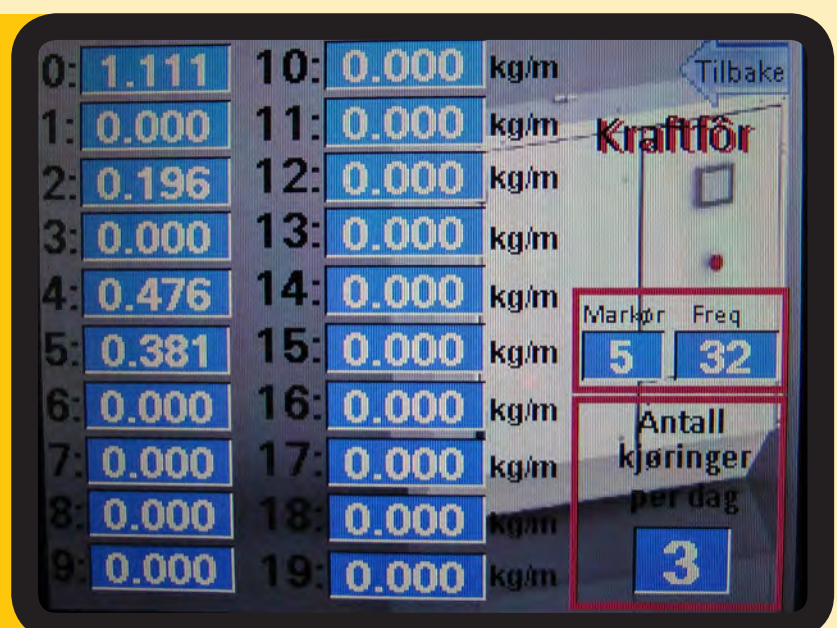 0: 1.111 10: 0.000 kg/m
1: 0.000 11: 0.000 kg/m
2: 0.196 12: 0.000 kg/m
3: 0.000 13: 0.000 kg/m
4: 0.476 14: 0.000 kg/m
5: 0.381 15: 0.000 kg/m
6: 0.000 16: 0.000 kg/m
7: 0.000 17: 0.000 kg/m
8: 0.000 18: 0.000 kg/m
9: 0.000 19: 0.000 kg/m
Tilbake
Kraftfôr
Markør Freq
5 32
Antall
kjøringer
per dag
3